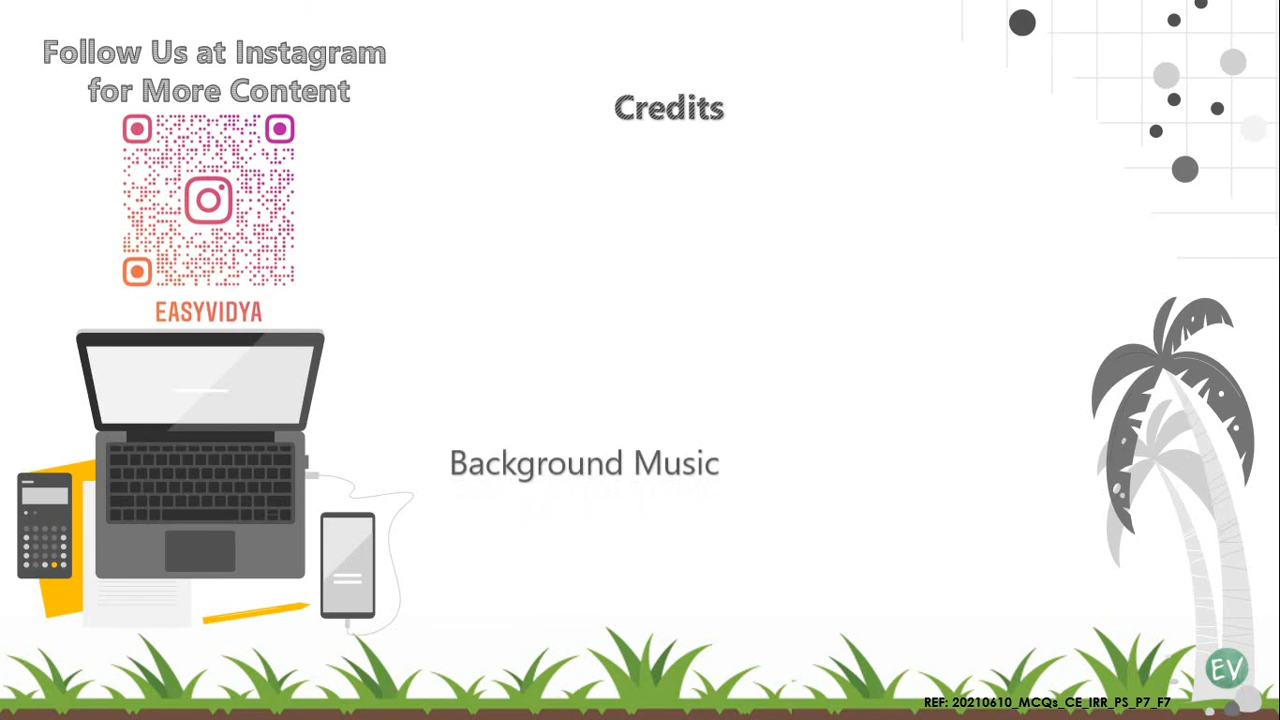 Follow Us at Instagram
for More Content
Credits
EASYVIDYA
Background Music
EV
REF: 20210610_MCQs_CE_IRR_PS_P7_F7